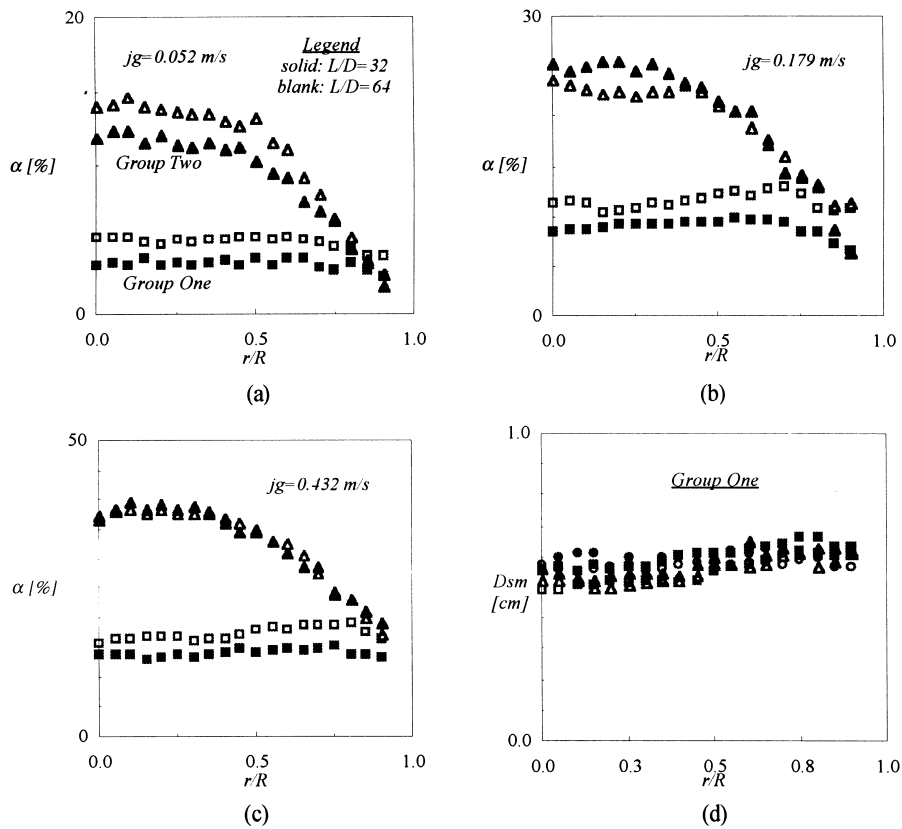 20
jg=0.052 m/s
Legend
solid: L/D=32
blank: L/D=64
α [%]
Group Two
Group One
0
0.0 0.5 1.0
r/R
(a)
30
jg=0.179 m/s
α [%]
0
0.0 0.5 1.0
r/R
(b)
50
jg=0.432 m/s
α [%]
0
0.0 0.5 1.0
r/R
(c)
1.0
Group One
Dsm
[cm]
0.0
0.0 0.3 0.5 0.8 1.0
r/R
(d)